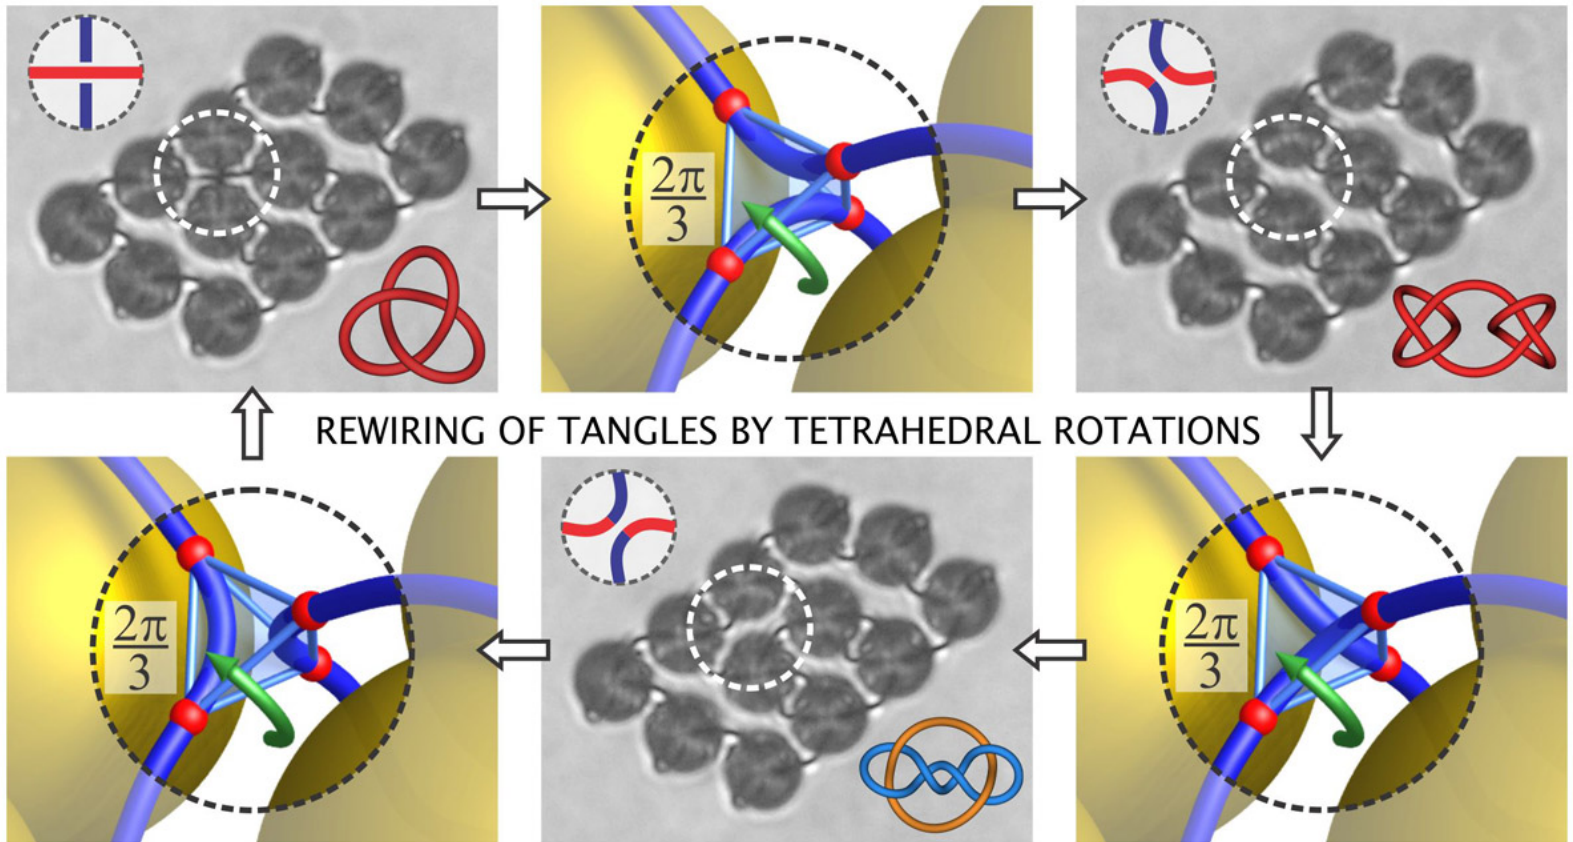 2π
3
REWIRING OF TANGLES BY TETRAHEDRAL ROTATIONS
2π
3
2π
3